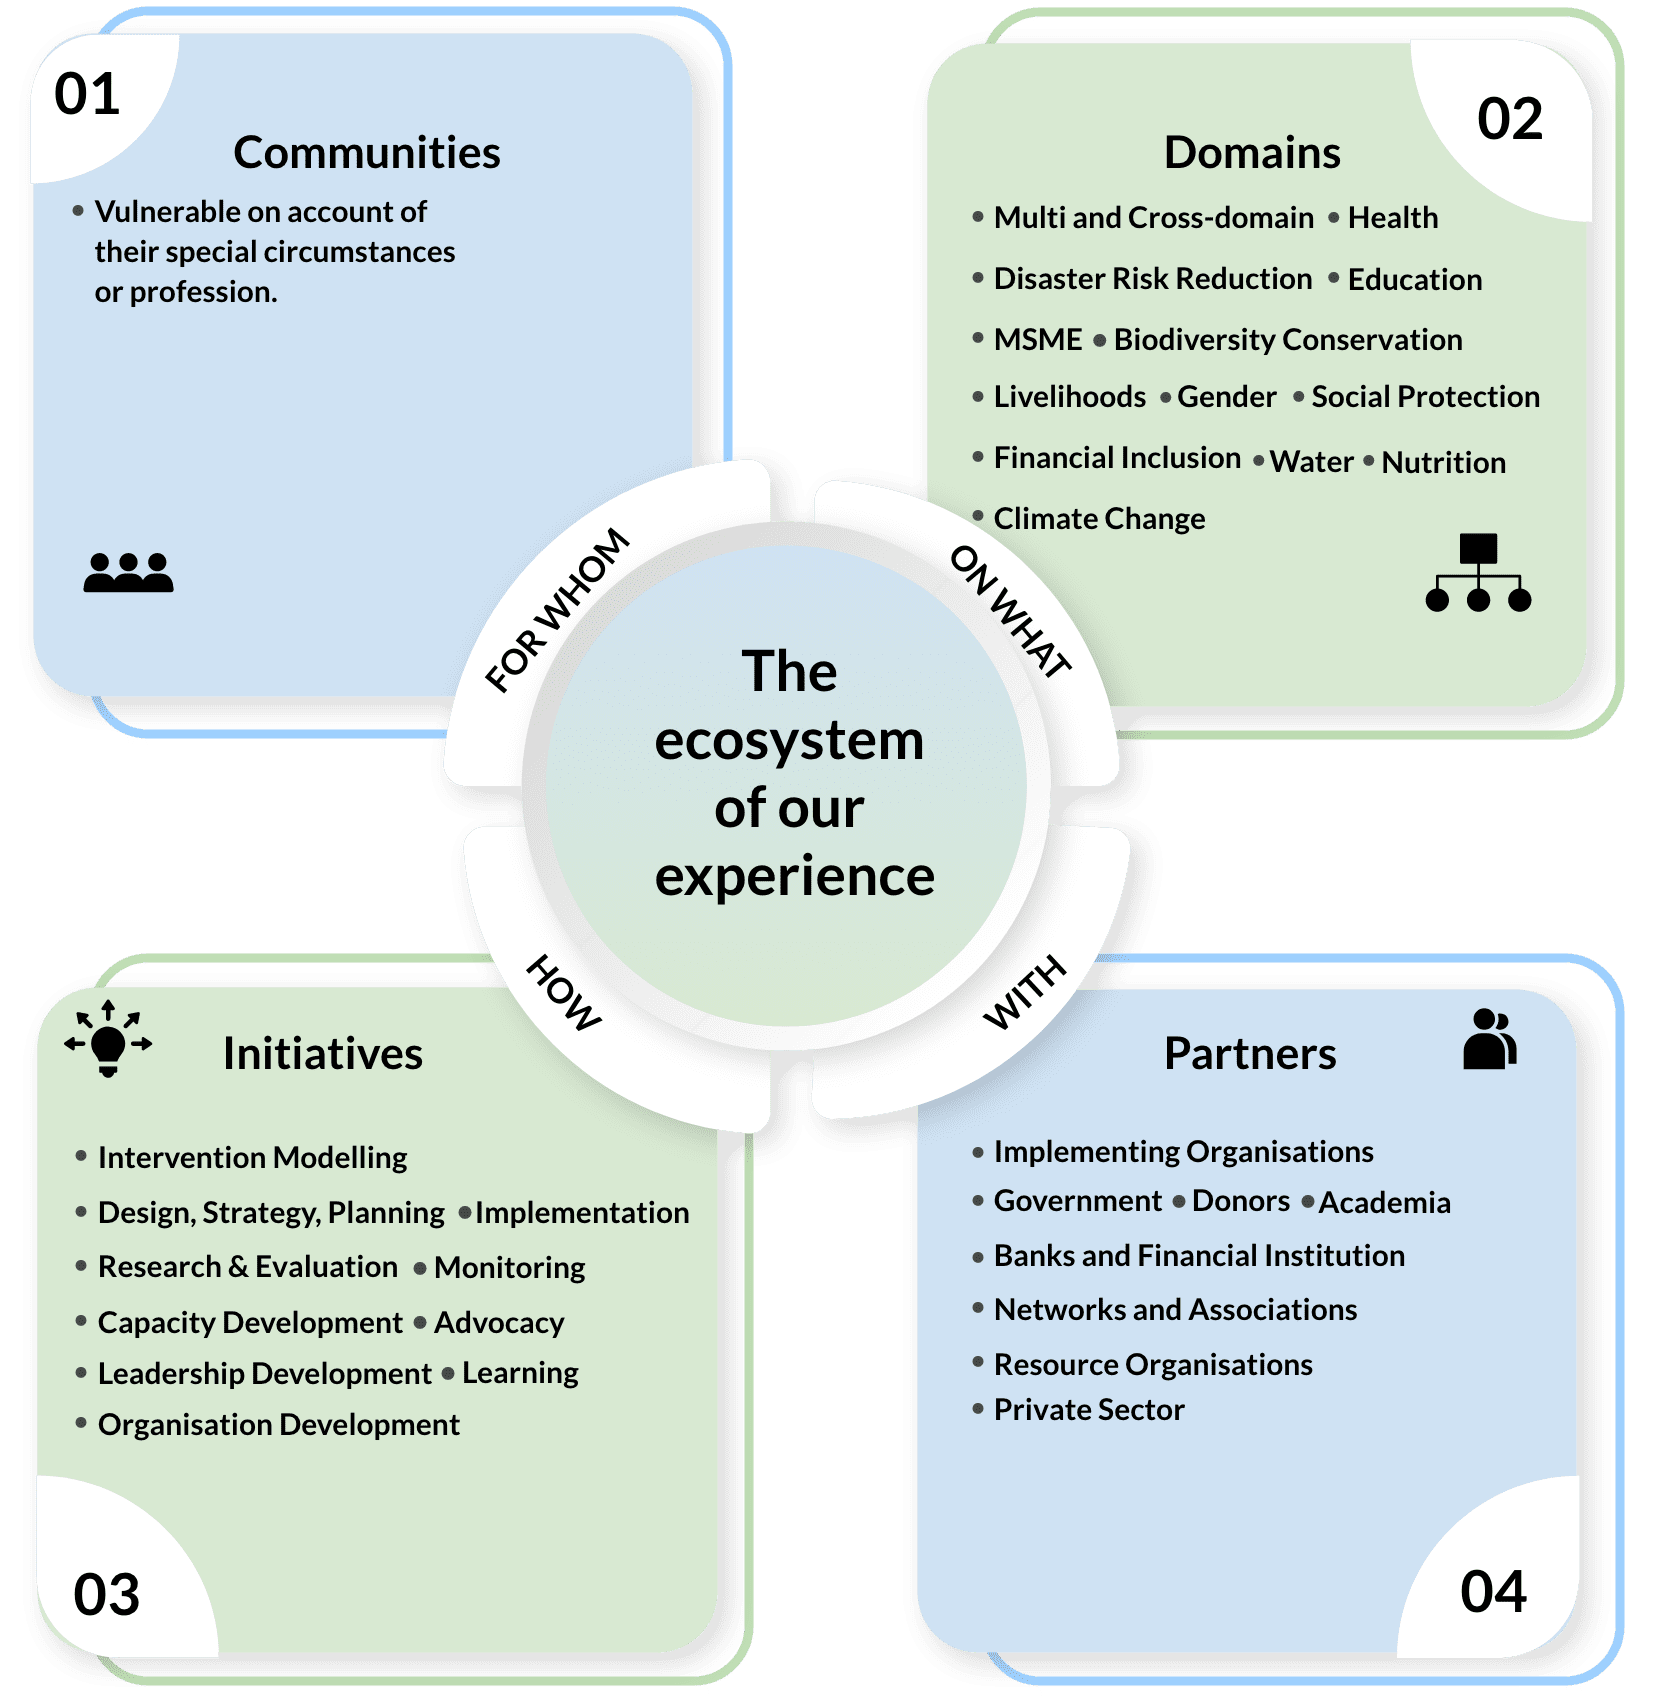 01
Communities
• Vulnerable on account of
their special circumstances
or profession.
02
Domains
• Multi and Cross-domain • Health
• Disaster Risk Reduction • Education
• MSME • Biodiversity Conservation
• Livelihoods • Gender • Social Protection
• Financial Inclusion • Water • Nutrition
• Climate Change
FOR WHOM
ON WHAT
The
ecosystem
of our
experience
HOW
WITH
Initiatives
• Intervention Modelling
• Design, Strategy, Planning • Implementation
• Research & Evaluation • Monitoring
• Capacity Development • Advocacy
• Leadership Development • Learning
• Organisation Development
03
Partners
• Implementing Organisations
• Government • Donors • Academia
• Banks and Financial Institution
• Networks and Associations
• Resource Organisations
• Private Sector
04